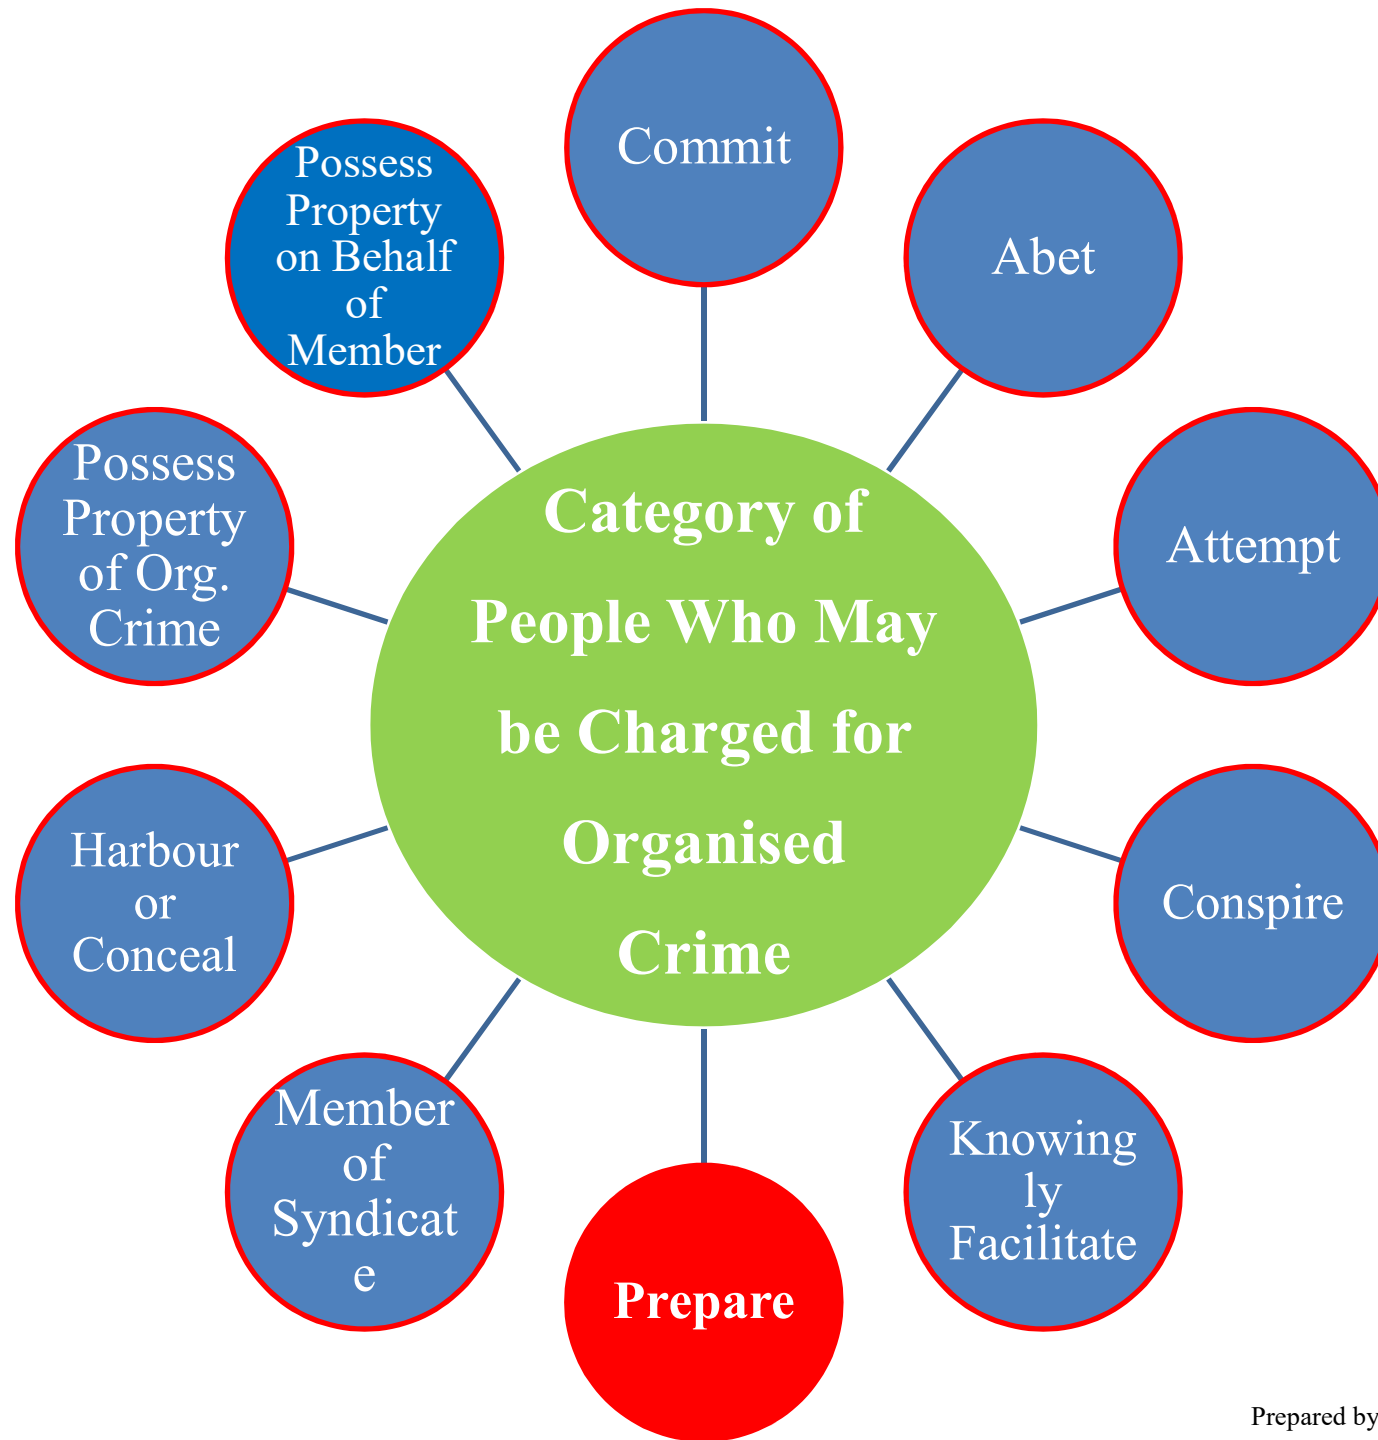 Category of
People Who May
be Charged for
Organised
Crime
Commit
Abet
Attempt
Conspire
Knowing
ly
Facilitate
Prepare
Member
of
Syndicat
e
Harbour
or
Conceal
Possess
Property
of Org.
Crime
Possess
Property
on Behalf
of
Member
Prepared by